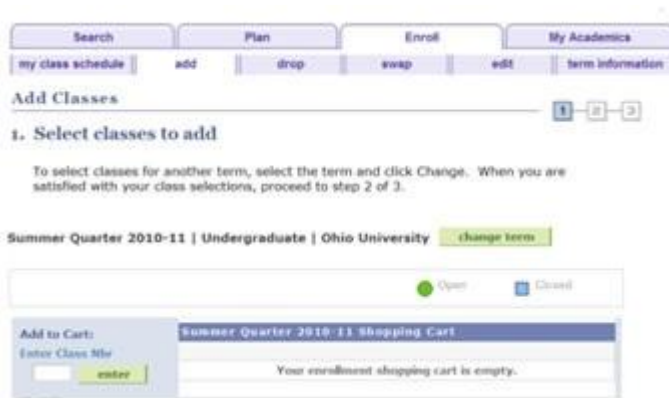 Search Plan Enroll My Academics
my class schedule add drop swap edit term information
Add Classes
1 2 3
1. Select classes to add
To select classes for another term, select the term and click Change. When you are
satisfied with your class selections, proceed to step 2 of 3.
Summer Quarter 2010-11 | Undergraduate | Ohio University change term
Open Closed
Add to Cart: Summer Quarter 2010-11 Shopping Cart
Enter Class Nbr
enter Your enrollment shopping cart is empty.